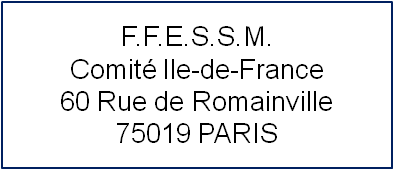 F.F.E.S.S.M.
Comité Ile-de-France
60 Rue de Romainville
75019 PARIS